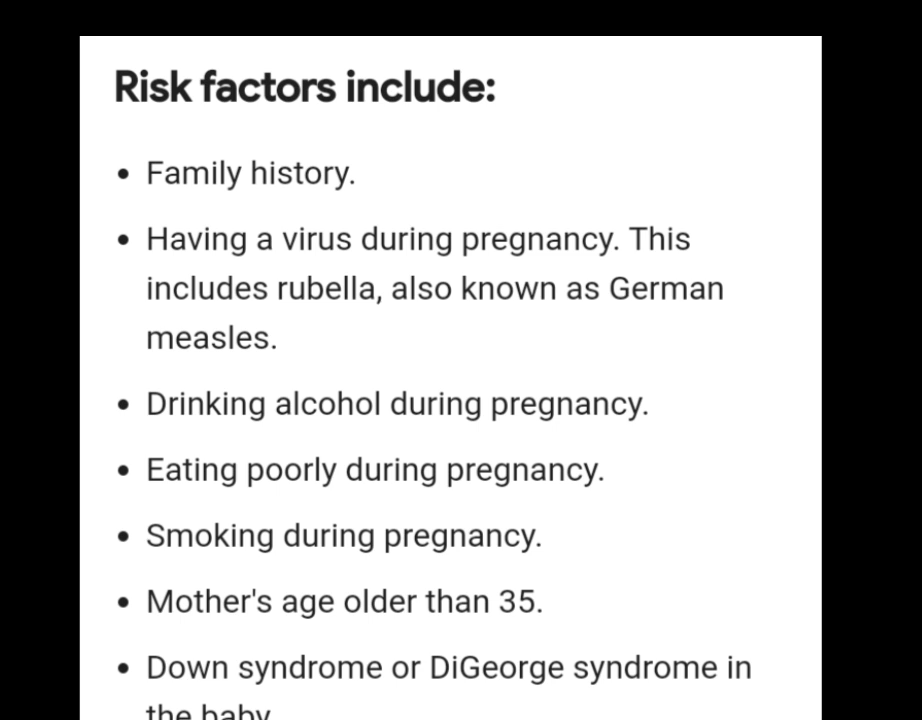 Risk factors include:
• Family history.
• Having a virus during pregnancy. This
includes rubella, also known as German
measles.
• Drinking alcohol during pregnancy.
• Eating poorly during pregnancy.
• Smoking during pregnancy.
• Mother's age older than 35.
• Down syndrome or DiGeorge syndrome in
the baby